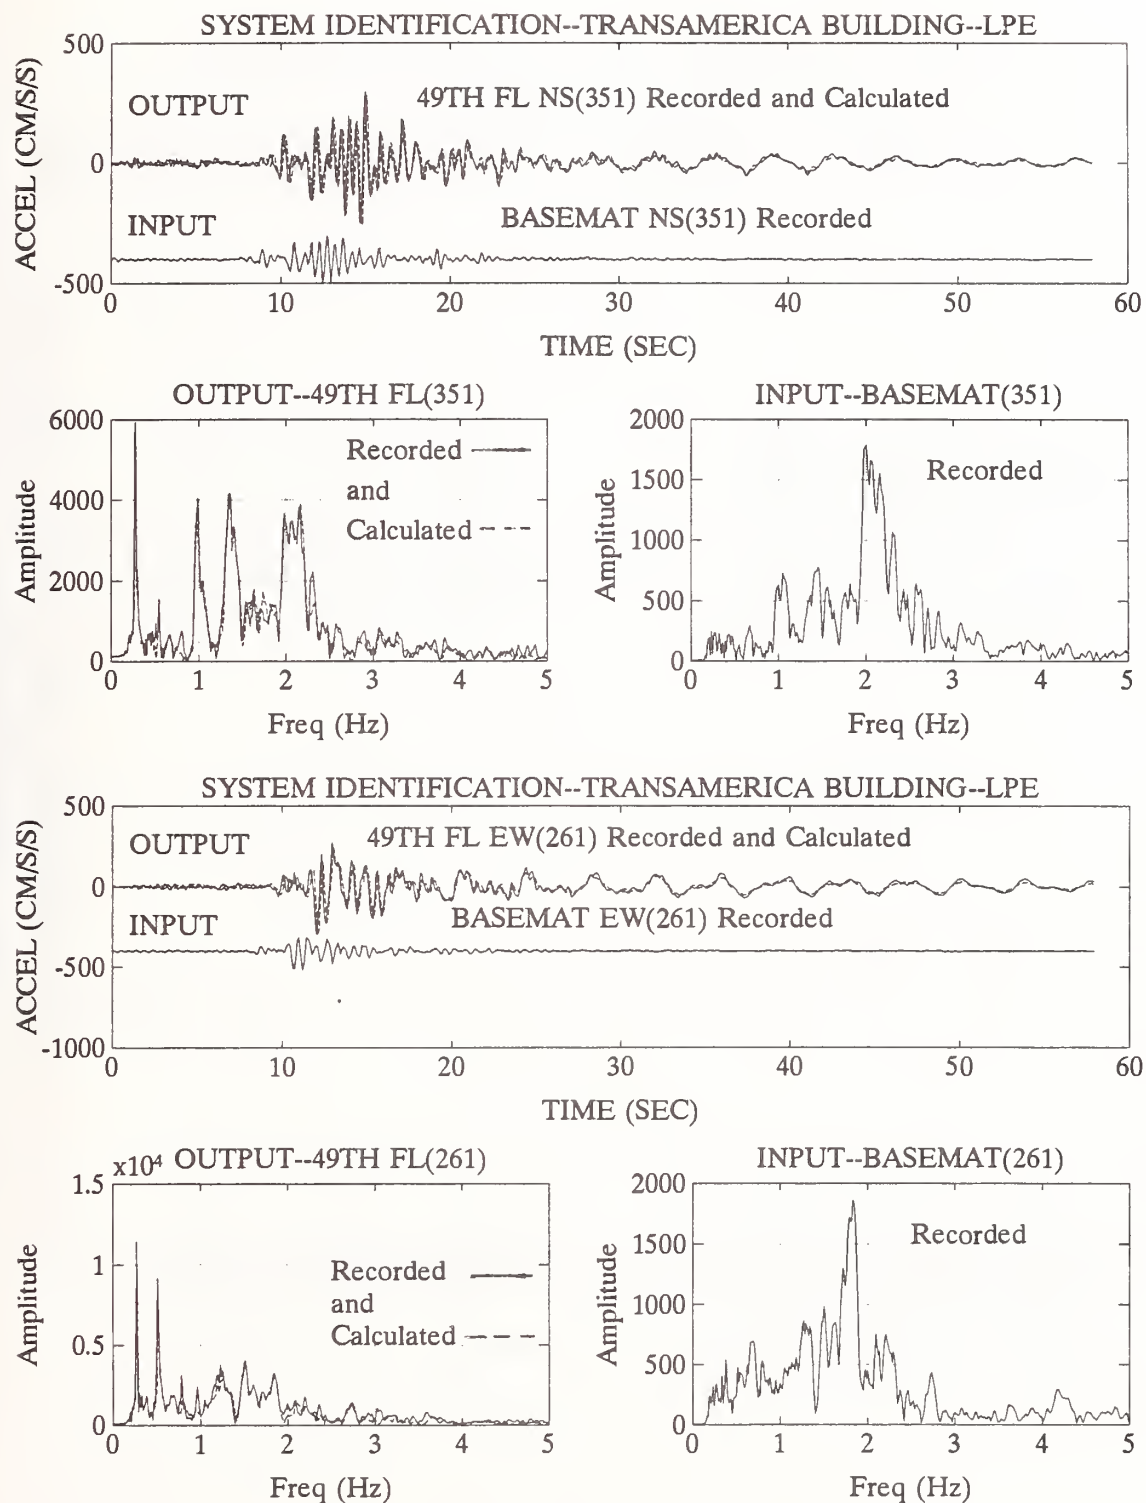 SYSTEM IDENTIFICATION--TRANSAMERICA BUILDING--LPE
500
OUTPUT
49TH FL NS(351) Recorded and Calculated
0
INPUT
BASEMAT NS(351) Recorded
-500
ACCEL (CM/S/S)
0 10 20 30 40 50 60
TIME (SEC)
OUTPUT--49TH FL(351)
6000
4000
2000
0
Amplitude
Recorded
and
Calculated
0 1 2 3 4 5
Freq (Hz)
INPUT--BASEMAT(351)
2000
1500
1000
500
0
Amplitude
Recorded
0 1 2 3 4 5
Freq (Hz)
SYSTEM IDENTIFICATION--TRANSAMERICA BUILDING--LPE
500
OUTPUT
49TH FL EW(261) Recorded and Calculated
0
INPUT
BASEMAT EW(261) Recorded
-500
-1000
ACCEL (CM/S/S)
0 10 20 30 40 50 60
TIME (SEC)
x10⁴ OUTPUT--49TH FL(261)
1.5
1
0.5
0
Amplitude
Recorded
and
Calculated
0 1 2 3 4 5
Freq (Hz)
INPUT--BASEMAT(261)
2000
1500
1000
500
0
Amplitude
Recorded
0 1 2 3 4 5
Freq (Hz)